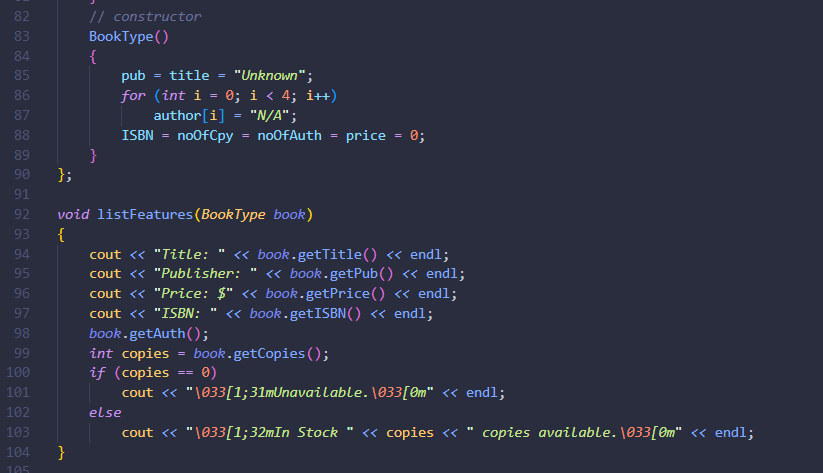 82 // constructor
83 BookType()
84 {
85 pub = title = "Unknown";
86 for (int i = 0; i < 4; i++)
87 author[i] = "N/A";
88 ISBN = noOfCpy = noOfAuth = price = 0;
89 }
90 };
91
92 void listFeatures(BookType book)
93 {
94 cout << "Title: " << book.getTitle() << endl;
95 cout << "Publisher: " << book.getPub() << endl;
96 cout << "Price: $" << book.getPrice() << endl;
97 cout << "ISBN: " << book.getISBN() << endl;
98 book.getAuth();
99 int copies = book.getCopies();
100 if (copies == 0)
101 cout << "\033[1;31mUnavailable.\033[0m" << endl;
102 else
103 cout << "\033[1;32mIn Stock " << copies << " copies available.\033[0m" << endl;
104 }
105